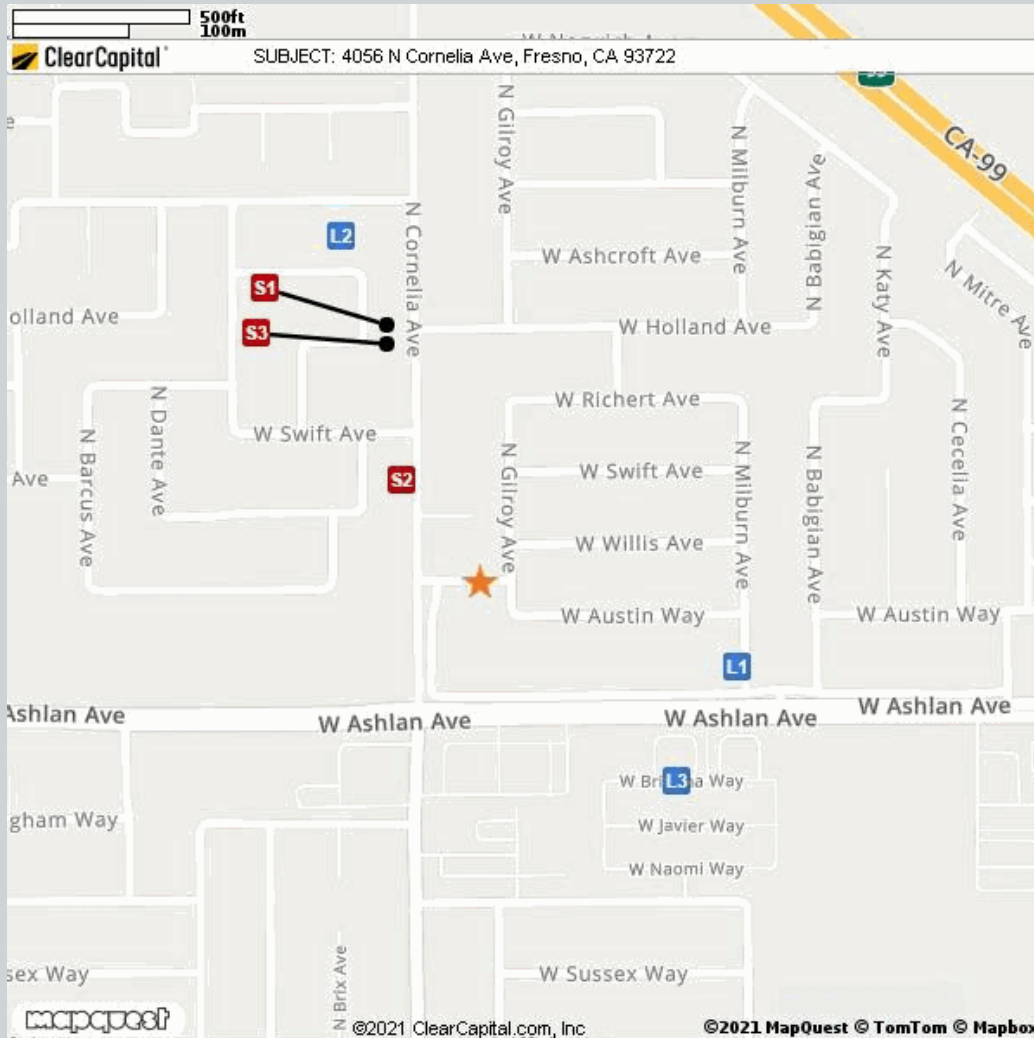 500ft
100m
ClearCapital
SUBJECT: 4056 N Cornelia Ave, Fresno, CA 93722
CA-99
N Gilroy Ave
N Milburn Ave
N Babigian Ave
N Cornelia Ave
L2
W Ashcroft Ave
N Katy Ave
N Mitre Ave
S1
olland Ave
S3
W Holland Ave
N Dante Ave
N Barcus Ave
W Richert Ave
N Cecelia Ave
W Swift Ave
N Gilroy Ave
N Milburn Ave
N Babigian Ave
Ave
S2
W Swift Ave
W Willis Ave
W Austin Way
W Austin Way
L1
Ashlan Ave
W Ashlan Ave
W Ashlan Ave
W Ashlan Ave
W Bri L3 na Way
gham Way
W Javier Way
W Naomi Way
N Brix Ave
sex Way
W Sussex Way
mapquest
©2021 ClearCapital.com, Inc
©2021 MapQuest © TomTom © Mapbox